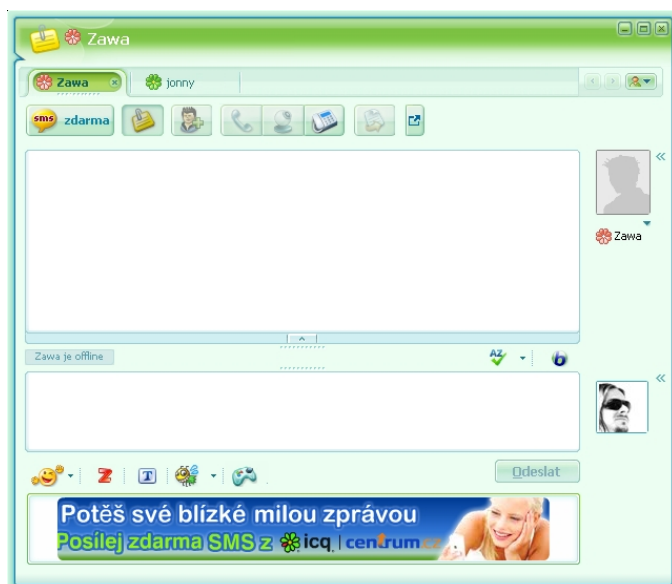 Zawa
Zawa
jonny
sms zdarma
Zawa
Zawa je offline
AZ
b
Z
T
Odeslat
Potěš své blízké milou zprávou
Posílej zdarma SMS z icq | centrum.cz